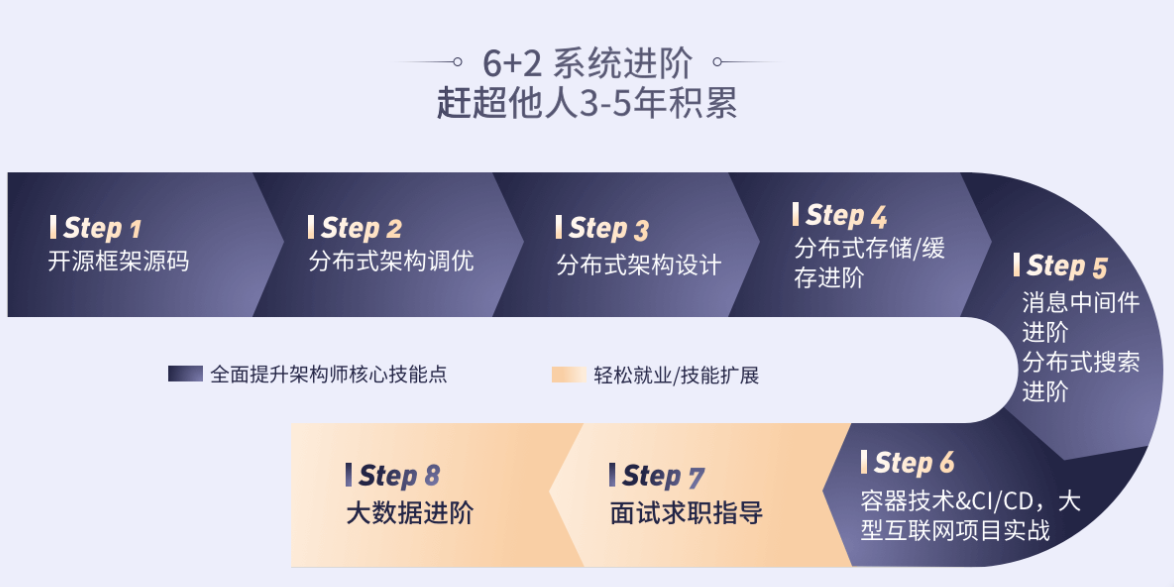 6+2 系统进阶
赶超他人3-5年积累
Step 1
开源框架源码
Step 2
分布式架构调优
Step 3
分布式架构设计
Step 4
分布式存储/缓
存进阶
Step 5
消息中间件
进阶
分布式搜索
进阶
全面提升架构师核心技能点
轻松就业/技能扩展
Step 6
容器技术&CI/CD，大
型互联网项目实战
Step 7
面试求职指导
Step 8
大数据进阶